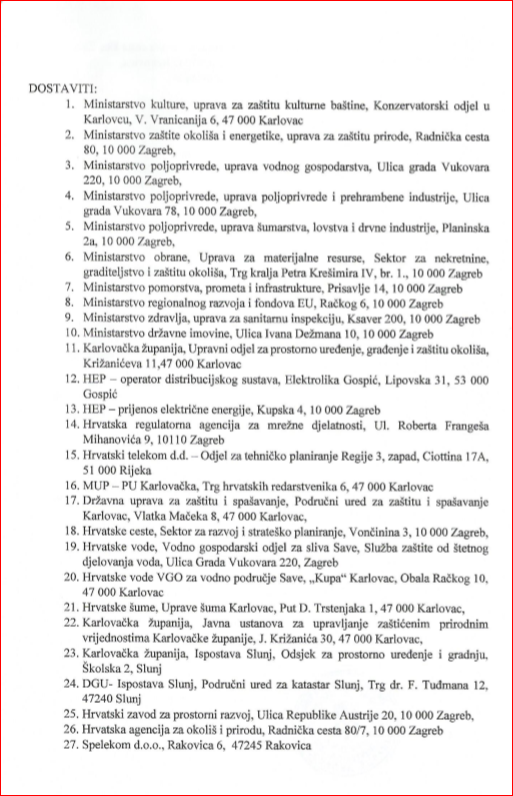 DOSTAVITI:
1. Ministarstvo kulture, uprava za zaštitu kulturne baštine, Konzervatorski odjel u
Karlovcu, V. Vranicanija 6, 47 000 Karlovac
2. Ministarstvo zaštite okoliša i energetike, uprava za zaštitu prirode, Radnička cesta
80, 10 000 Zagreb,
3. Ministarstvo poljoprivrede, uprava vodnog gospodarstva, Ulica grada Vukovara
220, 10 000 Zagreb,
4. Ministarstvo poljoprivrede, uprava poljoprivrede i prehrambene industrije, Ulica
grada Vukovara 78, 10 000 Zagreb,
5. Ministarstvo poljoprivrede, uprava šumarstva, lovstva i drvne industrije, Planinska
2a, 10 000 Zagreb,
6. Ministarstvo obrane, Uprava za materijalne resurse, Sektor za nekretnine,
graditeljstvo i zaštitu okoliša, Trg kralja Petra Krešimira IV, br. 1., 10 000 Zagreb
7. Ministarstvo pomorstva, prometa i infrastrukture, Prisavlje 14, 10 000 Zagreb
8. Ministarstvo regionalnog razvoja i fondova EU, Račkog 6, 10 000 Zagreb
9. Ministarstvo zdravlja, uprava za sanitarnu inspekciju, Ksaver 200, 10 000 Zagreb
10. Ministarstvo državne imovine, Ulica Ivana Dežmana 10, 10 000 Zagreb
11. Karlovačka županija, Upravni odjel za prostorno uređenje, građenje i zaštitu okoliša,
Križanićeva 11,47 000 Karlovac
12. HEP – operator distribucijskog sustava, Elektrolika Gospić, Lipovska 31, 53 000
Gospić
13. HEP – prijenos električne energije, Kupska 4, 10 000 Zagreb
14. Hrvatska regulatorna agencija za mrežne djelatnosti, Ul. Roberta Frangeša
Mihanovića 9, 10110 Zagreb
15. Hrvatski telekom d.d. – Odjel za tehničko planiranje Regije 3, zapad, Ciottina 17A,
51 000 Rijeka
16. MUP – PU Karlovačka, Trg hrvatskih redarstvenika 6, 47 000 Karlovac
17. Državna uprava za zaštitu i spašavanje, Područni ured za zaštitu i spašavanje
Karlovac, Vlatka Mačeka 8, 47 000 Karlovac,
18. Hrvatske ceste, Sektor za razvoj i strateško planiranje, Vončinina 3, 10 000 Zagreb,
19. Hrvatske vode, Vodno gospodarski odjel za sliva Save, Služba zaštite od štetnog
djelovanja voda, Ulica Grada Vukovara 220, Zagreb
20. Hrvatske vode VGO za vodno područje Save, „Kupa“ Karlovac, Obala Račkog 10,
47 000 Karlovac
21. Hrvatske šume, Uprave šuma Karlovac, Put D. Trstenjaka 1, 47 000 Karlovac,
22. Karlovačka županija, Javna ustanova za upravljanje zaštićenim prirodnim
vrijednostima Karlovačke županije, J. Križanića 30, 47 000 Karlovac,
23. Karlovačka županija, Ispostava Slunj, Odsjek za prostorno uređenje i gradnju,
Školska 2, Slunj
24. DGU- Ispostava Slunj, Područni ured za katastar Slunj, Trg dr. F. Tuđmana 12,
47240 Slunj
25. Hrvatski zavod za prostorni razvoj, Ulica Republike Austrije 20, 10 000 Zagreb,
26. Hrvatska agencija za okoliš i prirodu, Radnička cesta 80/7, 10 000 Zagreb
27. Spelekom d.o.o., Rakovica 6, 47245 Rakovica